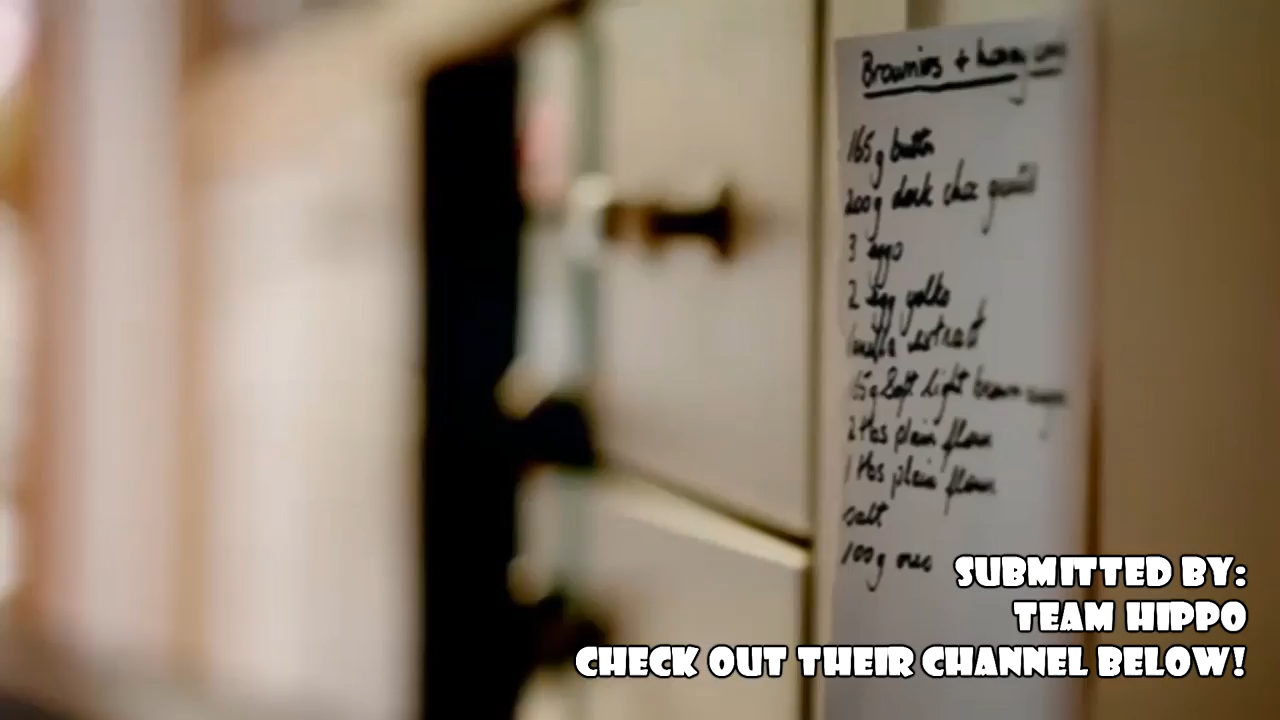 Brownies +
165g butter
200g dark choc
3 eggs
2 egg yolks
vanilla extract
165g Soft light brown
2 tbs plain flour
1 tbs plain flour
salt
100g oreo
SUBMITTED BY:
TEAM HIPPO
CHECK OUT THEIR CHANNEL BELOW!